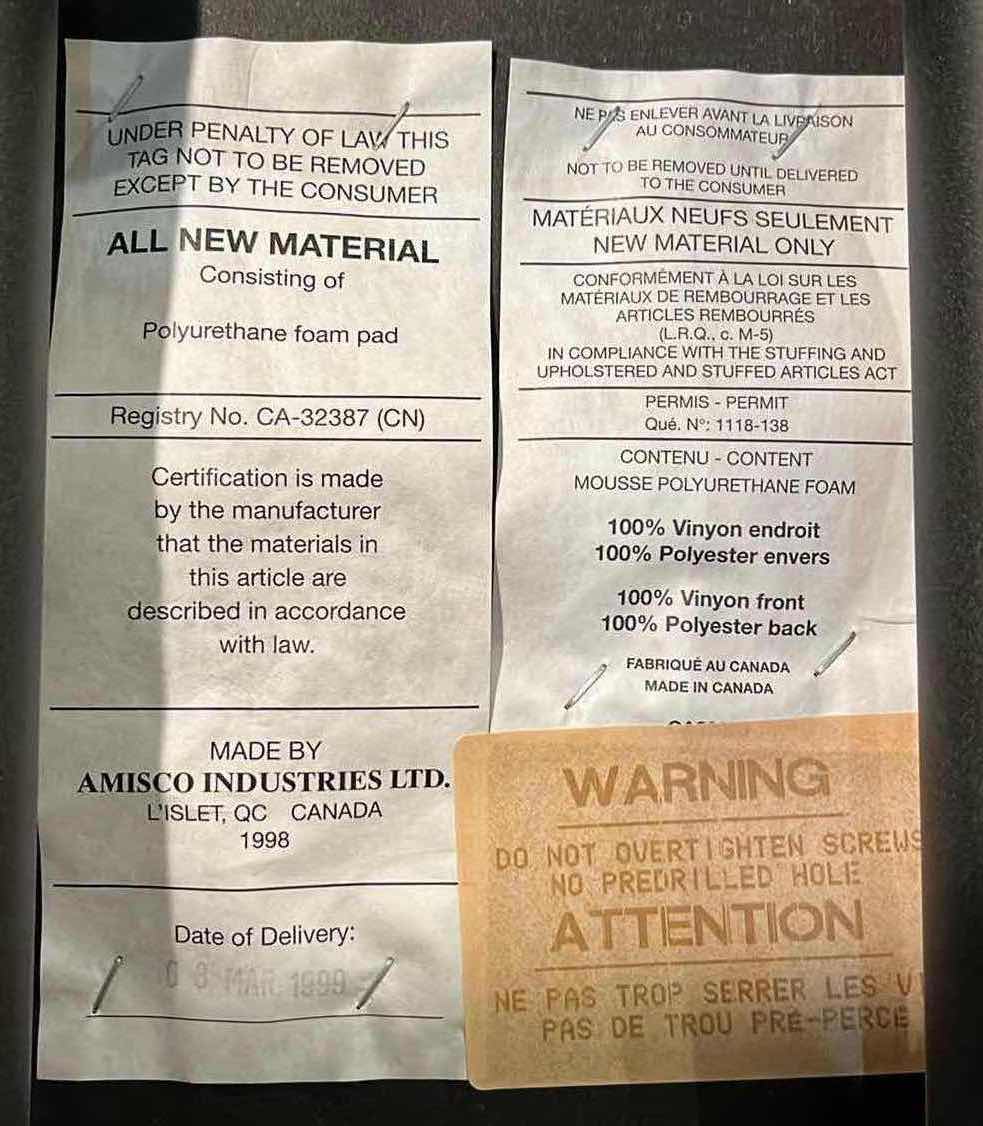 UNDER PENALTY OF LAW THIS
TAG NOT TO BE REMOVED
EXCEPT BY THE CONSUMER
ALL NEW MATERIAL
Consisting of
Polyurethane foam pad
Registry No. CA-32387 (CN)
Certification is made
by the manufacturer
that the materials in
this article are
described in accordance
with law.
MADE BY
AMISCO INDUSTRIES LTD.
L'ISLET, QC CANADA
1998
Date of Delivery:
03 MAR. 1999
NE PAS ENLEVER AVANT LA LIVRAISON
AU CONSOMMATEUR
NOT TO BE REMOVED UNTIL DELIVERED
TO THE CONSUMER
MATÉRIAUX NEUFS SEULEMENT
NEW MATERIAL ONLY
CONFORMÉMENT À LA LOI SUR LES
MATÉRIAUX DE REMBOURRAGE ET LES
ARTICLES REMBOURRÉS
(L.R.Q., c. M-5)
IN COMPLIANCE WITH THE STUFFING AND
UPHOLSTERED AND STUFFED ARTICLES ACT
PERMIS - PERMIT
Qué. N°: 1118-138
CONTENU - CONTENT
MOUSSE POLYURETHANE FOAM
100% Vinyon endroit
100% Polyester envers
100% Vinyon front
100% Polyester back
FABRIQUÉ AU CANADA
MADE IN CANADA
WARNING
DO NOT OVERTIGHTEN SCREWS
NO PREDRILLED HOLE
ATTENTION
NE PAS TROP SERRER LES V
PAS DE TROU PRÉ-PERCÉ